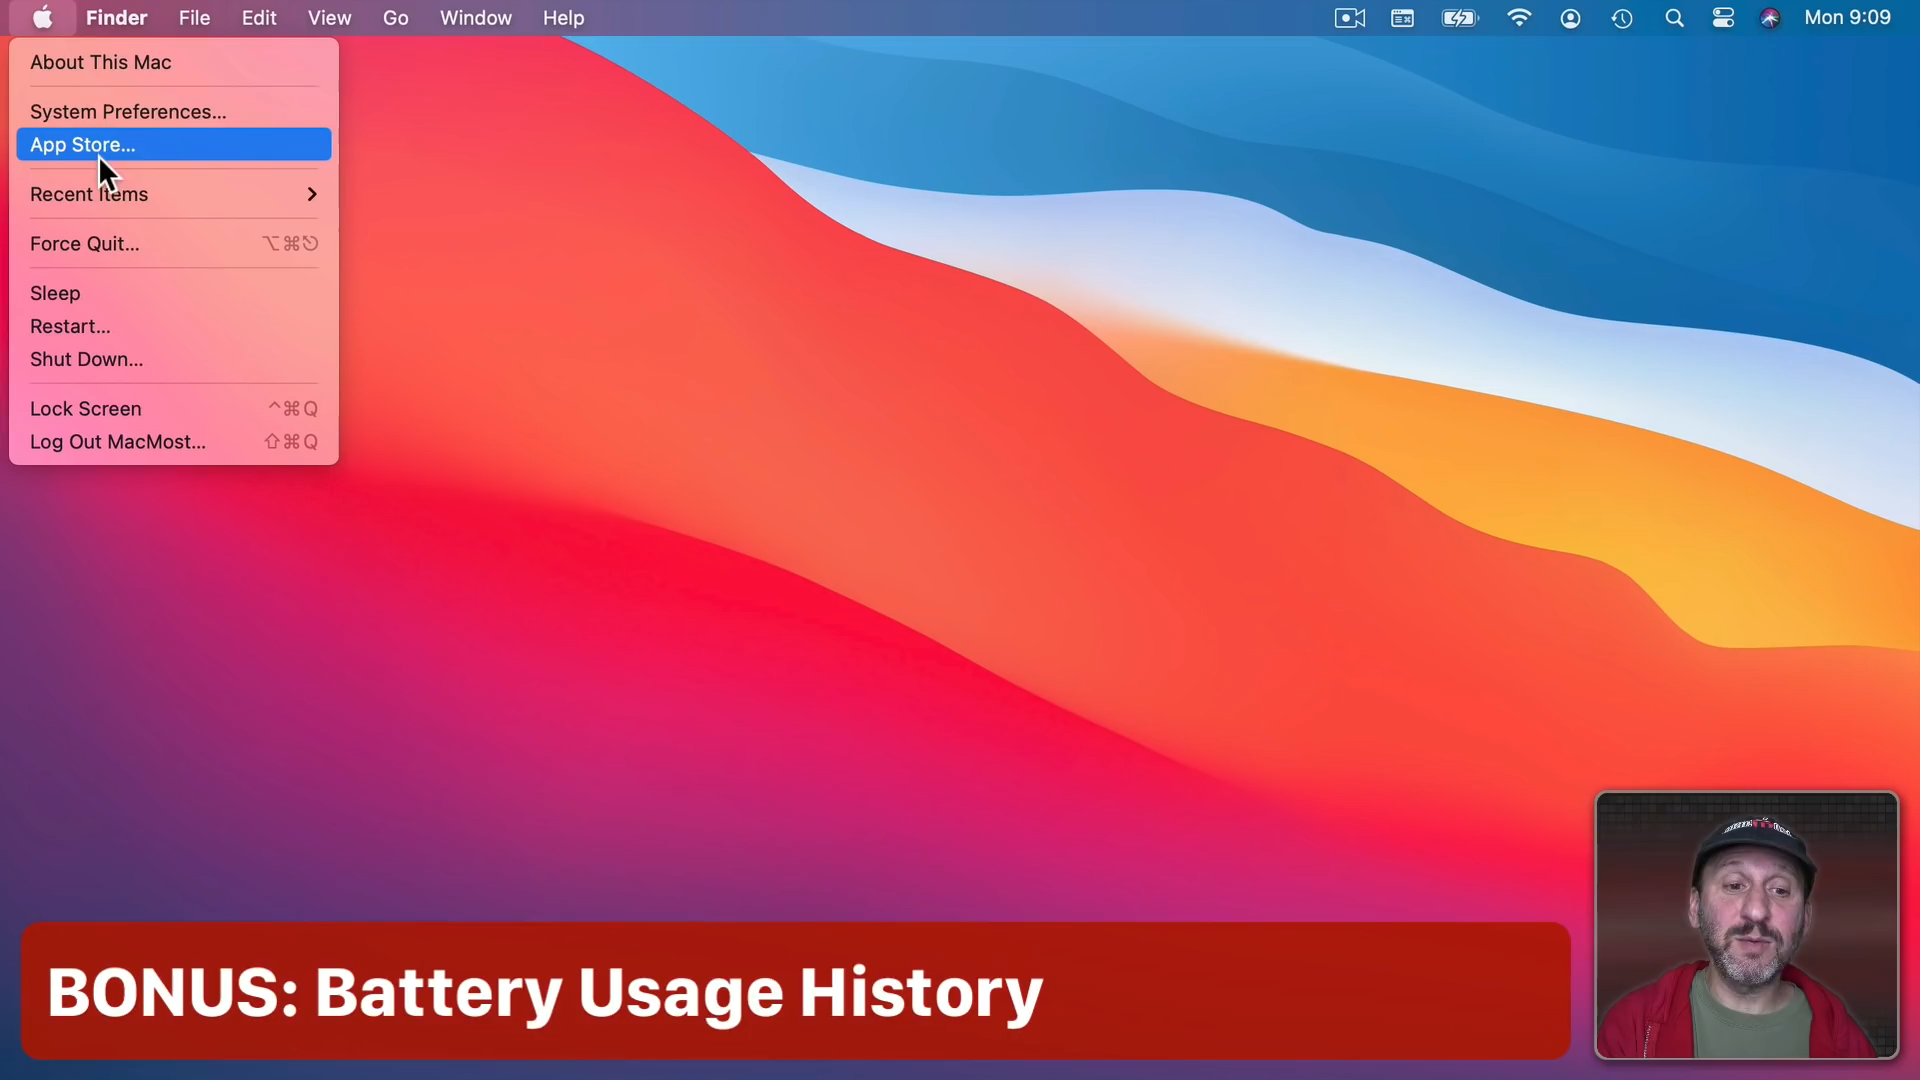 Finder File Edit View Go Window Help Mon 9:09
About This Mac
System Preferences...
App Store...
Recent Items
Force Quit... ⌥⌘⎋
Sleep
Restart...
Shut Down...
Lock Screen ^⌘Q
Log Out MacMost... ⇧⌘Q
BONUS: Battery Usage History